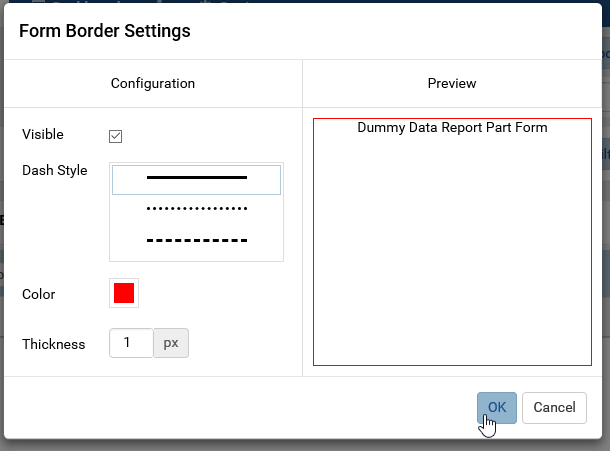 Form Border Settings
Configuration
Preview
Visible
Dummy Data Report Part Form
Dash Style
Color
Thickness
1
px
OK
Cancel